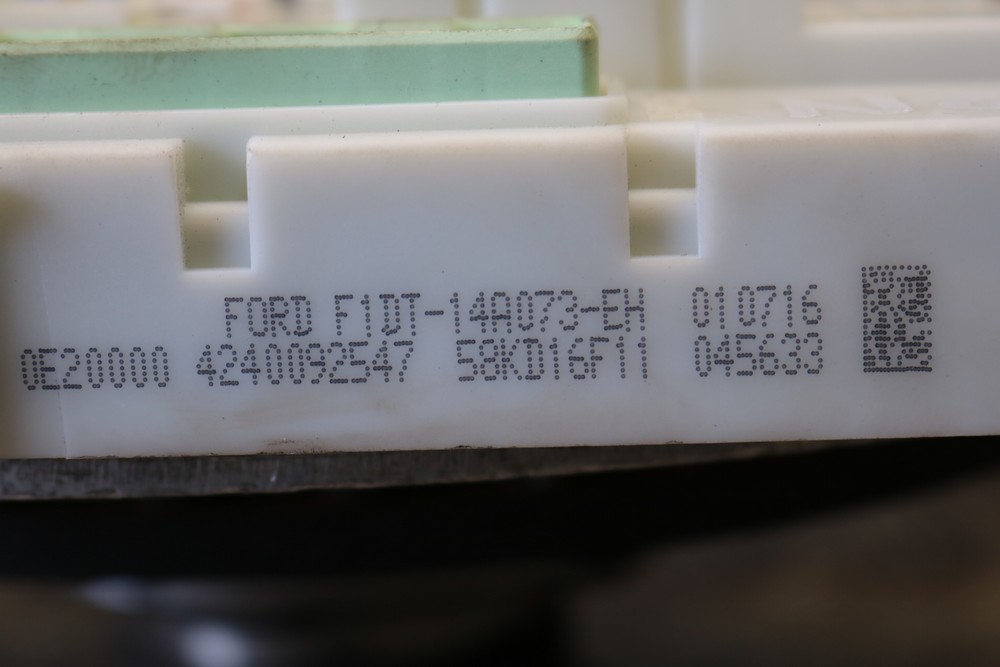 FORD F1DT-14A073-EH 010716
0E20000 4240092547 58KD16F11 045633